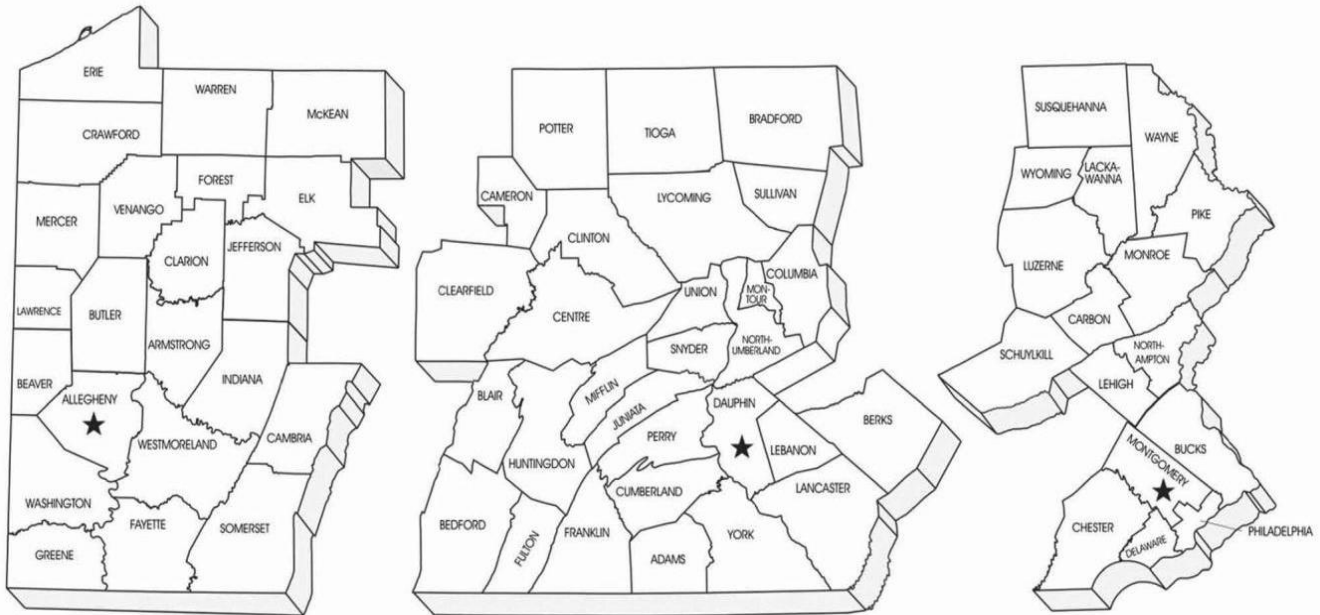 ERIE
WARREN
McKEAN
CRAWFORD
FOREST
ELK
VENANGO
MERCER
JEFFERSON
CLARION
LAWRENCE
BUTLER
ARMSTRONG
INDIANA
BEAVER
ALLEGHENY
CAMBRIA
WESTMORELAND
WASHINGTON
FAYETTE
SOMERSET
GREENE
POTTER
TIOGA
BRADFORD
CAMERON
LYCOMING
SULLIVAN
CLINTON
COLUMBIA
CLEARFIELD
UNION
MON-
TOUR
CENTRE
SNYDER
NORTH-
UMBERLAND
MIFFLIN
BLAIR
JUNIATA
DAUPHIN
BERKS
PERRY
LEBANON
HUNTINGDON
CUMBERLAND
LANCASTER
BEDFORD
FULTON
FRANKLIN
YORK
ADAMS
SUSQUEHANNA
WAYNE
WYOMING
LACKA-
WANNA
PIKE
LUZERNE
MONROE
CARBON
SCHUYLKILL
NORTH-
AMPTON
LEHIGH
MONTGOMERY
BUCKS
CHESTER
PHILADELPHIA
DELAWARE